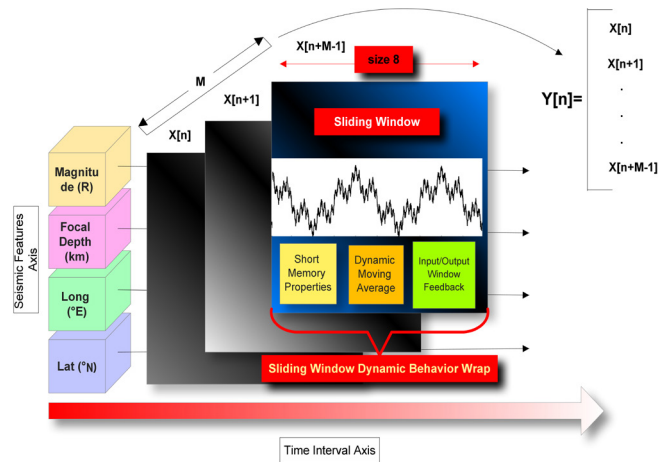 X[n+M-1]
size 8
M
X[n+1]
X[n]
Sliding Window
Y[n]=
X[n]
X[n+1]
.
.
.
X[n+M-1]
Seismic Features
Axis
Magnitu
de (R)
Focal
Depth
(km)
Long
(°E)
Lat (°N)
Short
Memory
Properties
Dynamic
Moving
Average
Input/Output
Window
Feedback
Sliding Window Dynamic Behavior Wrap
Time Interval Axis